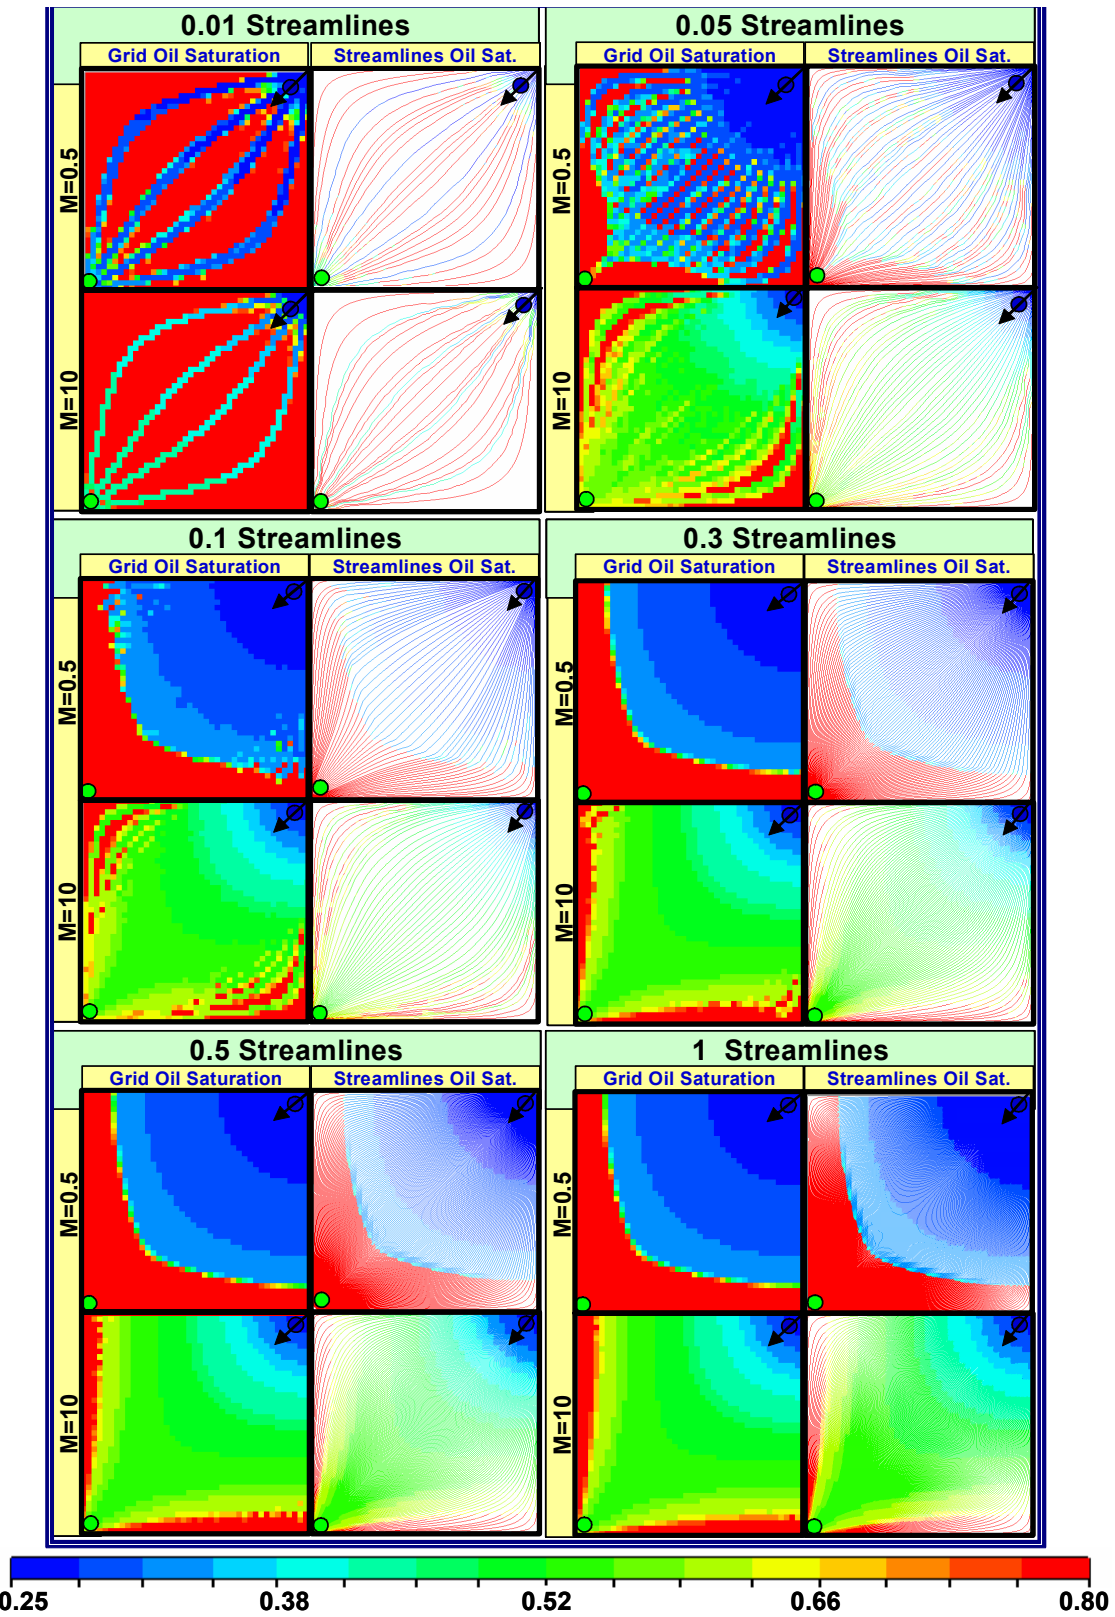 0.01 Streamlines
0.05 Streamlines
Grid Oil Saturation
Streamlines Oil Sat.
Grid Oil Saturation
Streamlines Oil Sat.
M=0.5
M=0.5
M=10
M=10
0.1 Streamlines
0.3 Streamlines
Grid Oil Saturation
Streamlines Oil Sat.
Grid Oil Saturation
Streamlines Oil Sat.
M=0.5
M=0.5
M=10
M=10
0.5 Streamlines
1 Streamlines
Grid Oil Saturation
Streamlines Oil Sat.
Grid Oil Saturation
Streamlines Oil Sat.
M=0.5
M=0.5
M=10
M=10
0.25 0.38 0.52 0.66 0.80